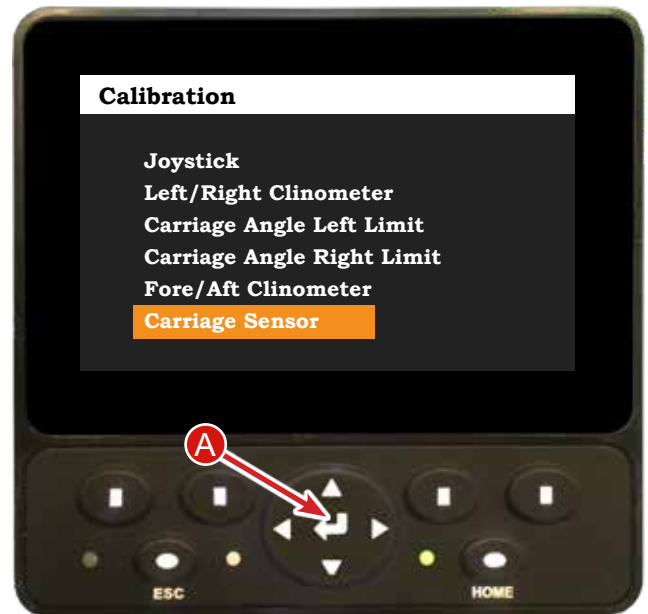 Calibration
Joystick
Left/Right Clinometer
Carriage Angle Left Limit
Carriage Angle Right Limit
Fore/Aft Clinometer
Carriage Sensor
A
ESC
HOME